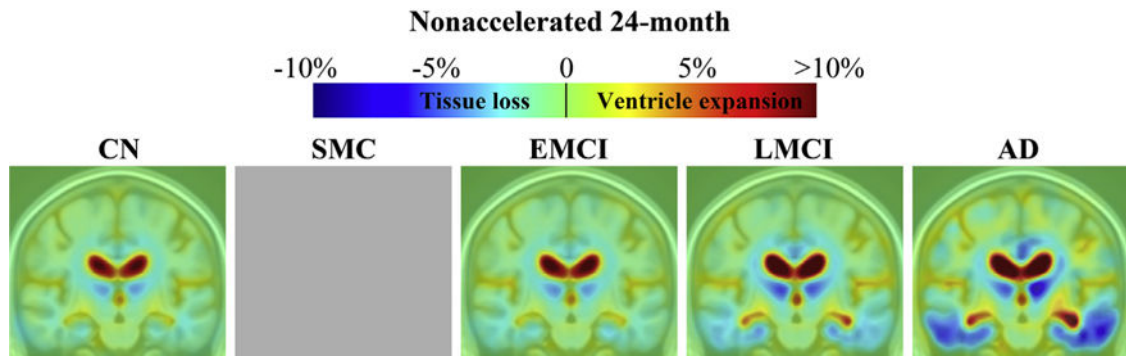 Nonaccelerated 24-month
-10% -5% 0 5% >10%
Tissue loss Ventricle expansion
CN SMC EMCI LMCI AD